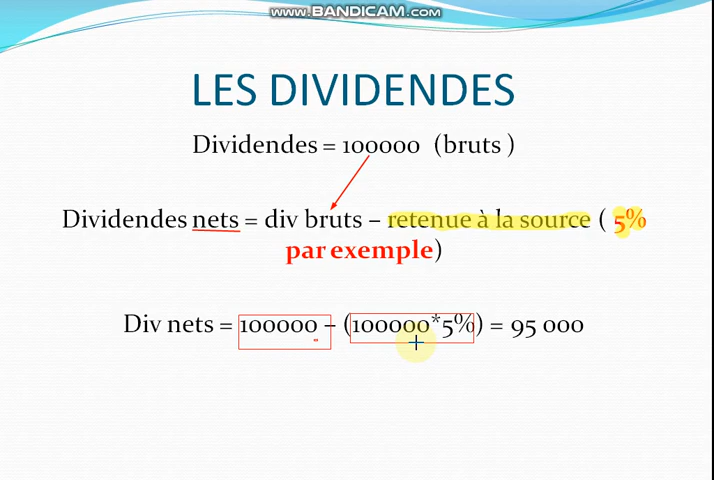 www.BANDICAM.com
LES DIVIDENDES
Dividendes = 100000 (bruts )
Dividendes nets = div bruts – retenue à la source ( 5%
par exemple)
Div nets = 100000 – (100000*5%) = 95 000